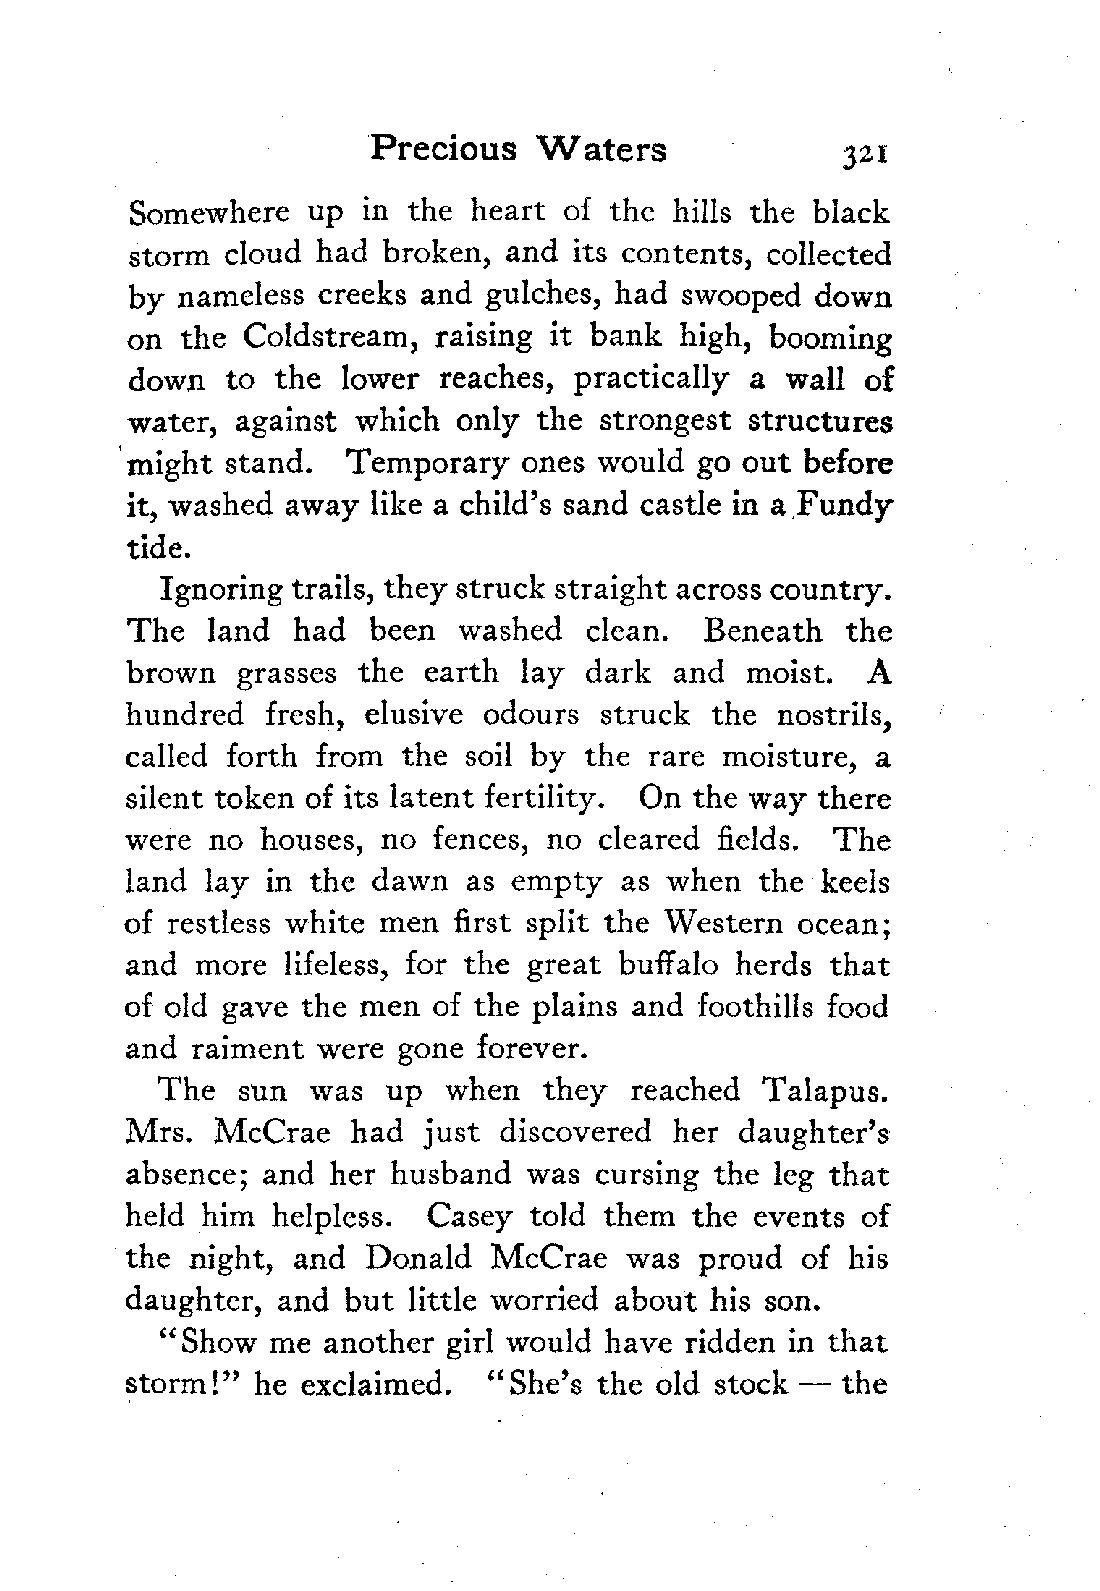 Precious Waters 321
Somewhere up in the heart of the hills the black
storm cloud had broken, and its contents, collected
by nameless creeks and gulches, had swooped down
on the Coldstream, raising it bank high, booming
down to the lower reaches, practically a wall of
water, against which only the strongest structures
might stand. Temporary ones would go out before
it, washed away like a child's sand castle in a Fundy
tide.
Ignoring trails, they struck straight across country.
The land had been washed clean. Beneath the
brown grasses the earth lay dark and moist. A
hundred fresh, elusive odours struck the nostrils,
called forth from the soil by the rare moisture, a
silent token of its latent fertility. On the way there
were no houses, no fences, no cleared fields. The
land lay in the dawn as empty as when the keels
of restless white men first split the Western ocean;
and more lifeless, for the great buffalo herds that
of old gave the men of the plains and foothills food
and raiment were gone forever.
The sun was up when they reached Talapus.
Mrs. McCrae had just discovered her daughter's
absence; and her husband was cursing the leg that
held him helpless. Casey told them the events of
the night, and Donald McCrae was proud of his
daughter, and but little worried about his son.
"Show me another girl would have ridden in that
storm!" he exclaimed. "She's the old stock — the